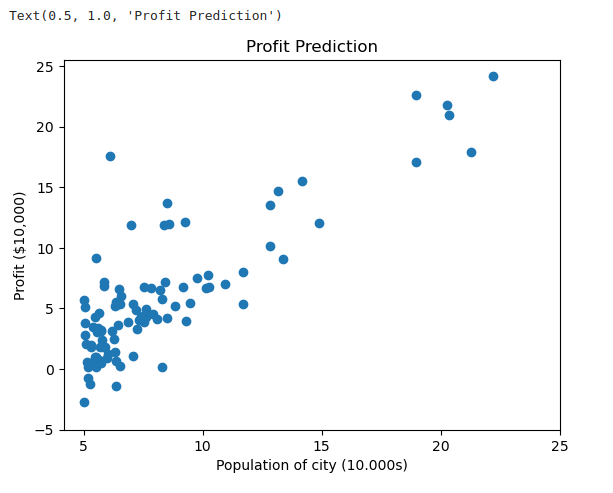 Text(0.5, 1.0, 'Profit Prediction')
Profit Prediction
25
20
15
10
5
0
−5
Profit ($10,000)
5 10 15 20 25
Population of city (10.000s)